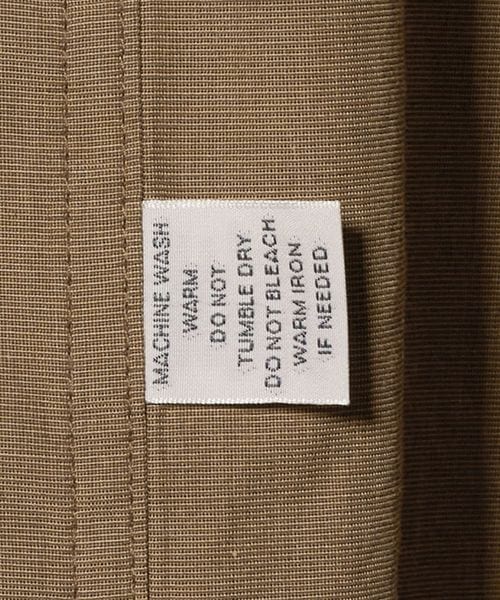 MACHINE WASH
WARM
DO NOT
TUMBLE DRY
DO NOT BLEACH
WARM IRON
IF NEEDED